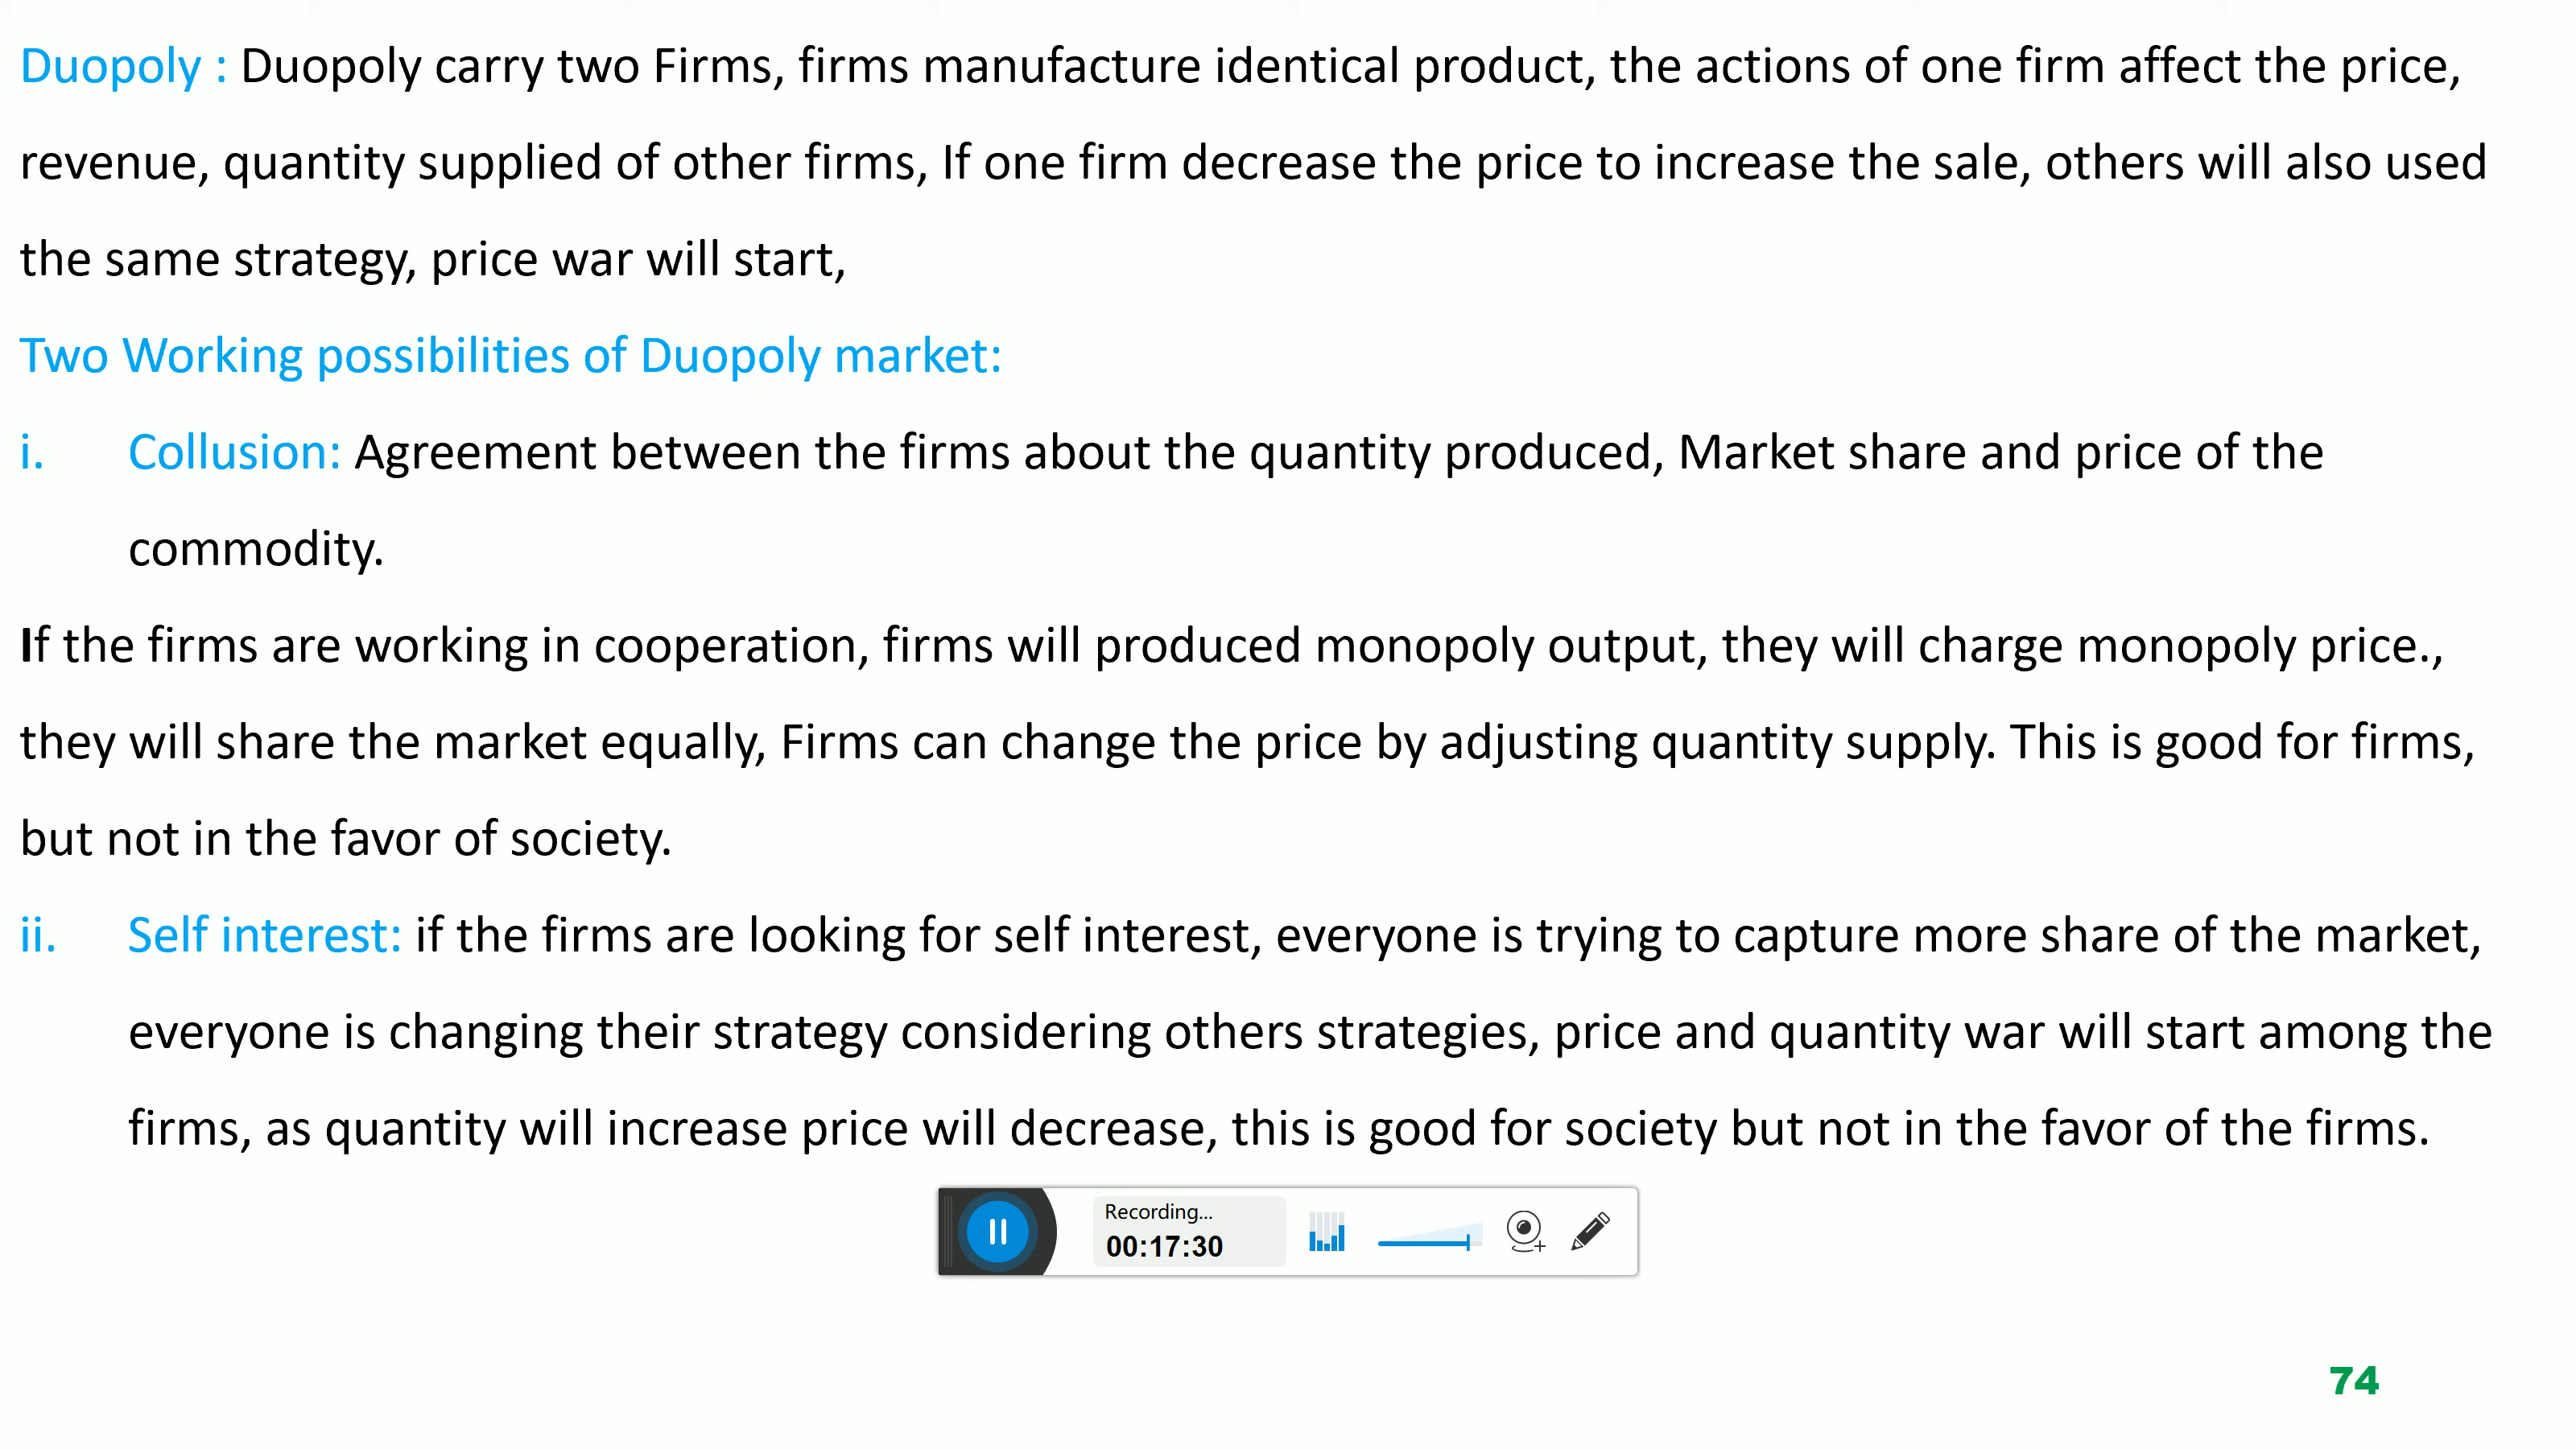 Duopoly : Duopoly carry two Firms, firms manufacture identical product, the actions of one firm affect the price,
revenue, quantity supplied of other firms, If one firm decrease the price to increase the sale, others will also used
the same strategy, price war will start,
Two Working possibilities of Duopoly market:
i. Collusion: Agreement between the firms about the quantity produced, Market share and price of the
commodity.
If the firms are working in cooperation, firms will produced monopoly output, they will charge monopoly price.,
they will share the market equally, Firms can change the price by adjusting quantity supply. This is good for firms,
but not in the favor of society.
ii. Self interest: if the firms are looking for self interest, everyone is trying to capture more share of the market,
everyone is changing their strategy considering others strategies, price and quantity war will start among the
firms, as quantity will increase price will decrease, this is good for society but not in the favor of the firms.
Recording...
00:17:30
74